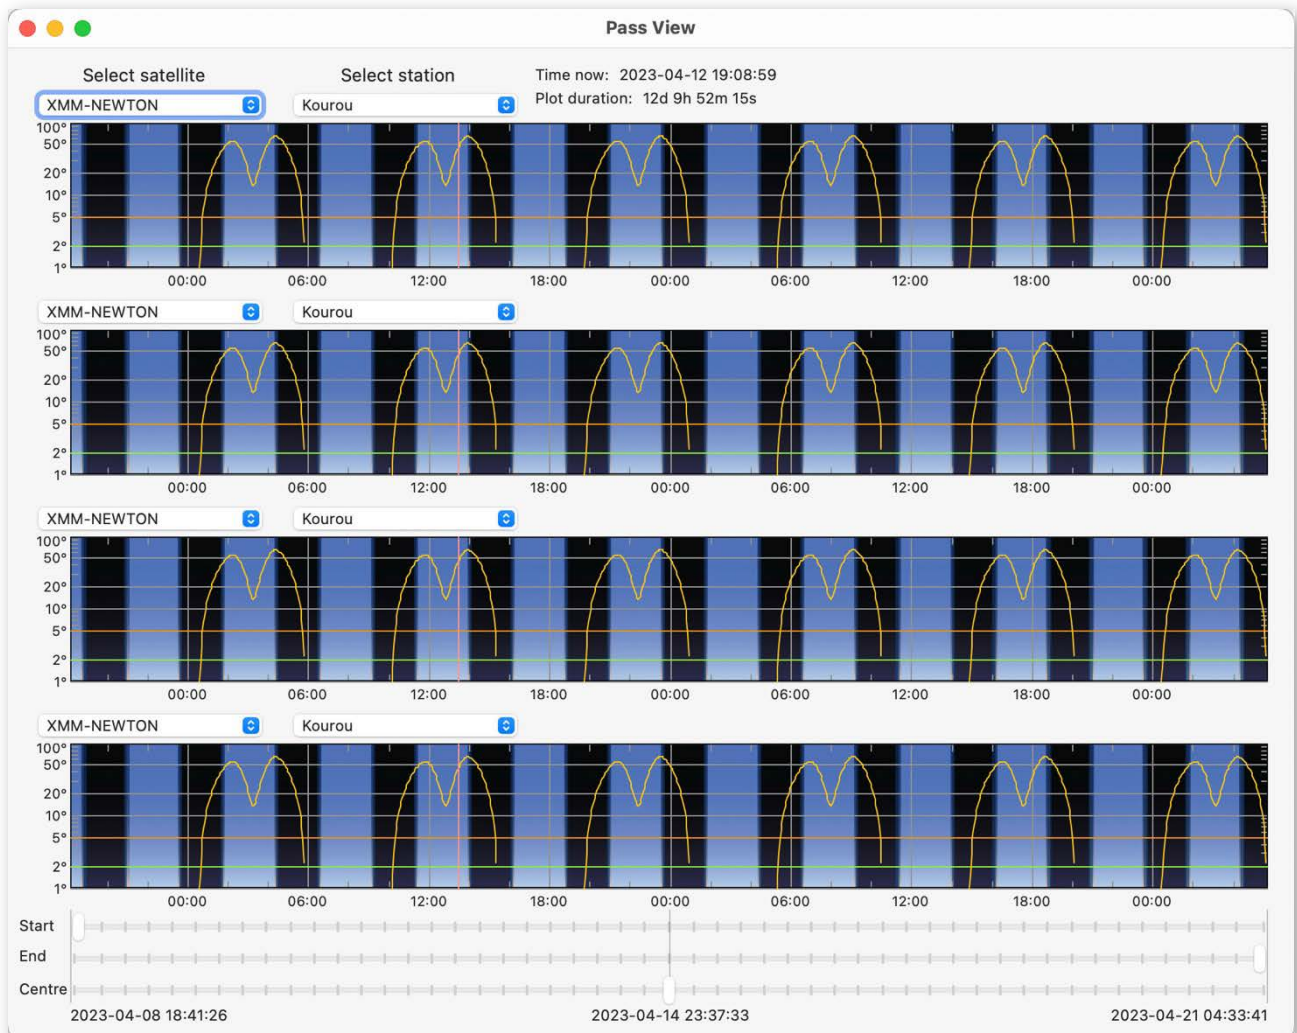 Pass View
Select satellite Select station Time now: 2023-04-12 19:08:59
XMM-NEWTON Kourou Plot duration: 12d 9h 52m 15s
100°
50°
20°
10°
5°
2°
1°
00:00 06:00 12:00 18:00 00:00 06:00 12:00 18:00 00:00
XMM-NEWTON Kourou
100°
50°
20°
10°
5°
2°
1°
00:00 06:00 12:00 18:00 00:00 06:00 12:00 18:00 00:00
XMM-NEWTON Kourou
100°
50°
20°
10°
5°
2°
1°
00:00 06:00 12:00 18:00 00:00 06:00 12:00 18:00 00:00
XMM-NEWTON Kourou
100°
50°
20°
10°
5°
2°
1°
00:00 06:00 12:00 18:00 00:00 06:00 12:00 18:00 00:00
Start
End
Centre
2023-04-08 18:41:26 2023-04-14 23:37:33 2023-04-21 04:33:41